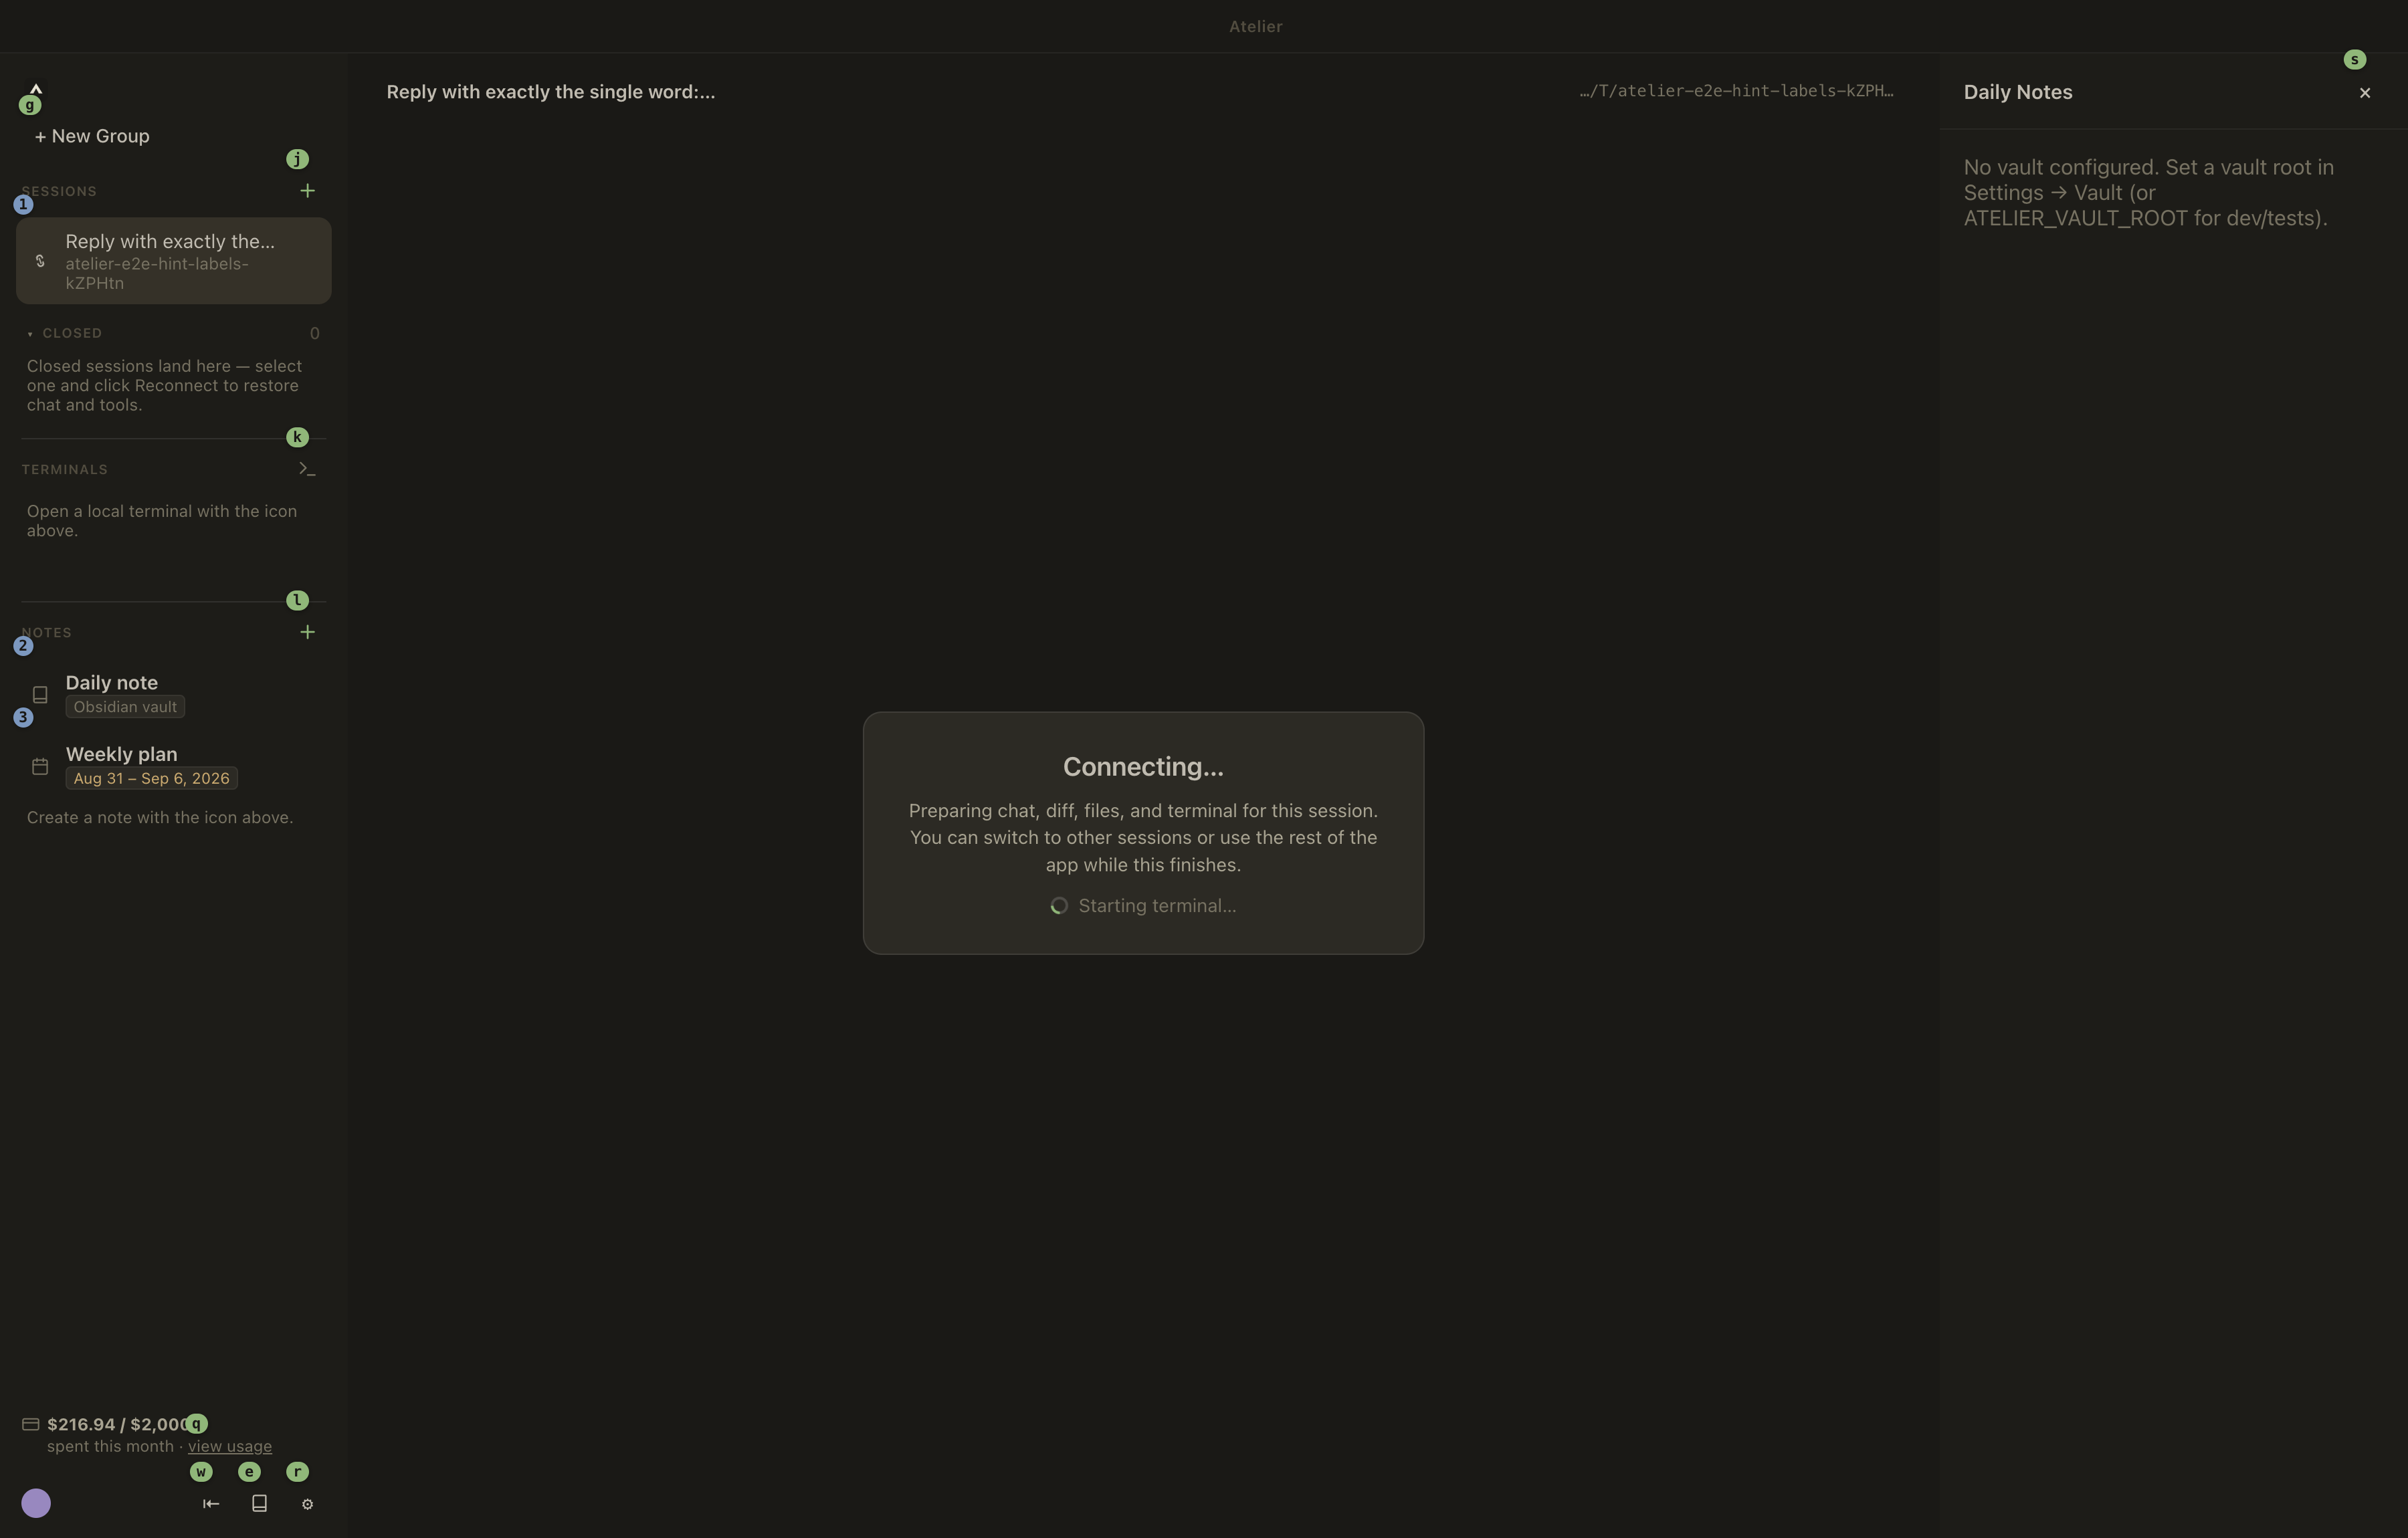 Atelier
s
g
Reply with exactly the single word:...
…/T/atelier-e2e-hint-labels-kZPH…
Daily Notes
×
+ New Group
j
SESSIONS
+
1
Reply with exactly the...
atelier-e2e-hint-labels-
kZPHtn
CLOSED
0
Closed sessions land here — select
one and click Reconnect to restore
chat and tools.
k
TERMINALS
Open a local terminal with the icon
above.
l
NOTES
+
2
Daily note
Obsidian vault
3
Weekly plan
Aug 31 – Sep 6, 2026
Create a note with the icon above.
$216.94 / $2,000
q
spent this month · view usage
w
e
r
Connecting...
Preparing chat, diff, files, and terminal for this session.
You can switch to other sessions or use the rest of the
app while this finishes.
Starting terminal...
No vault configured. Set a vault root in
Settings → Vault (or
ATELIER_VAULT_ROOT for dev/tests).